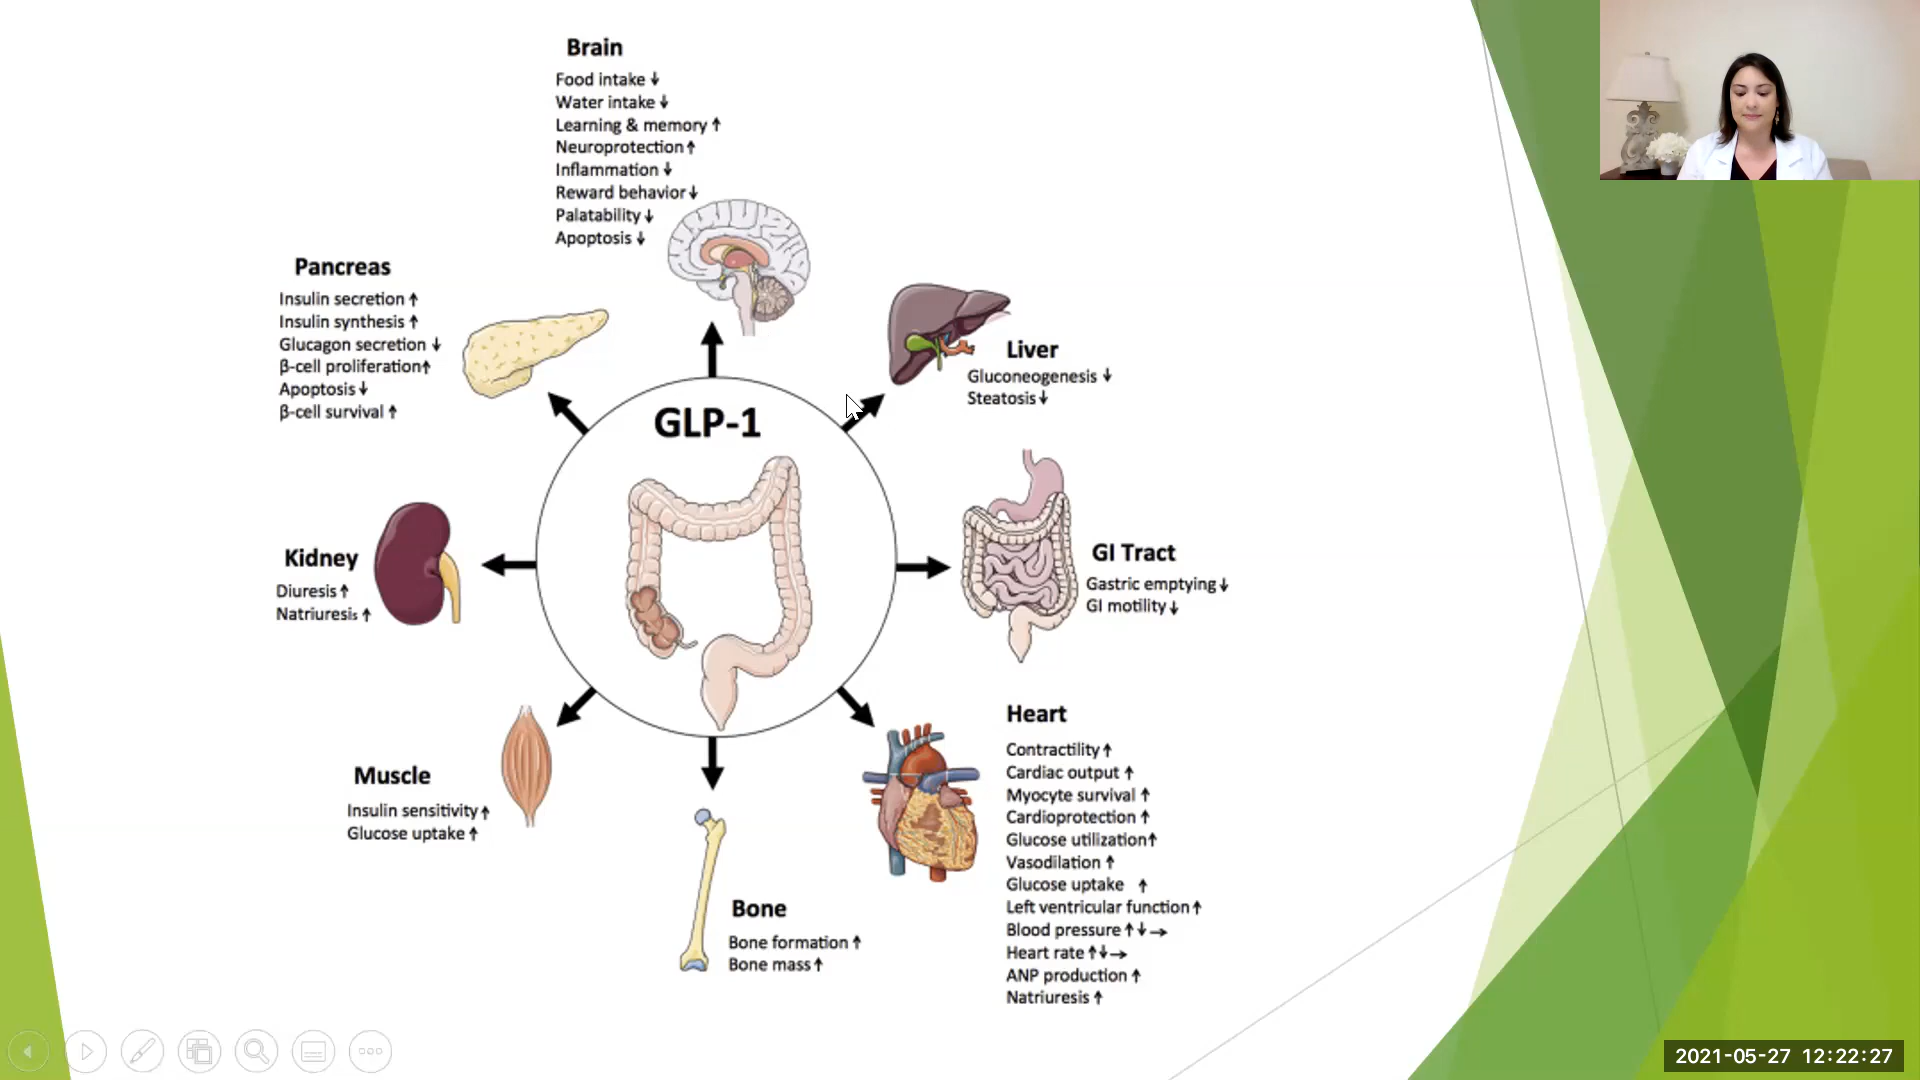 Brain
Food intake ↓
Water intake ↓
Learning & memory ↑
Neuroprotection ↑
Inflammation ↓
Reward behavior ↓
Palatability ↓
Apoptosis ↓
Pancreas
Insulin secretion ↑
Insulin synthesis ↑
Glucagon secretion ↓
β-cell proliferation ↑
Apoptosis ↓
β-cell survival ↑
Liver
Gluconeogenesis ↓
Steatosis ↓
GLP-1
Kidney
Diuresis ↑
Natriuresis ↑
GI Tract
Gastric emptying ↓
GI motility ↓
Muscle
Insulin sensitivity ↑
Glucose uptake ↑
Heart
Contractility ↑
Cardiac output ↑
Myocyte survival ↑
Cardioprotection ↑
Glucose utilization ↑
Vasodilation ↑
Glucose uptake ↑
Left ventricular function ↑
Blood pressure ↑↓→
Heart rate ↑↓→
ANP production ↑
Natriuresis ↑
Bone
Bone formation ↑
Bone mass ↑
2021-05-27 12:22:27